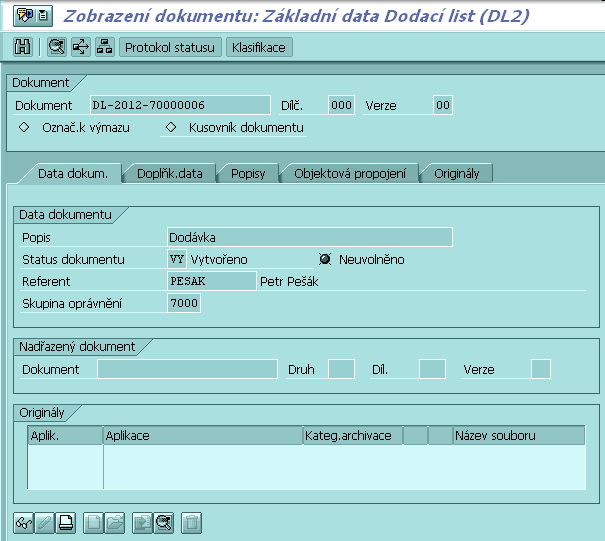 Zobrazení dokumentu: Základní data Dodací list (DL2)
Protokol statusu Klasifikace
Dokument
Dokument DL-2012-70000006 Dílč. 000 Verze 00
Označ.k výmazu Kusovník dokumentu
Data dokum. Doplňk.data Popisy Objektová propojení Originály
Data dokumentu
Popis Dodávka
Status dokumentu VY Vytvořeno Neuvolněno
Referent PESAK Petr Pešák
Skupina oprávnění 7000
Nadřazený dokument
Dokument Druh Díl. Verze
Originály
Aplik. Aplikace Kateg.archivace Název souboru